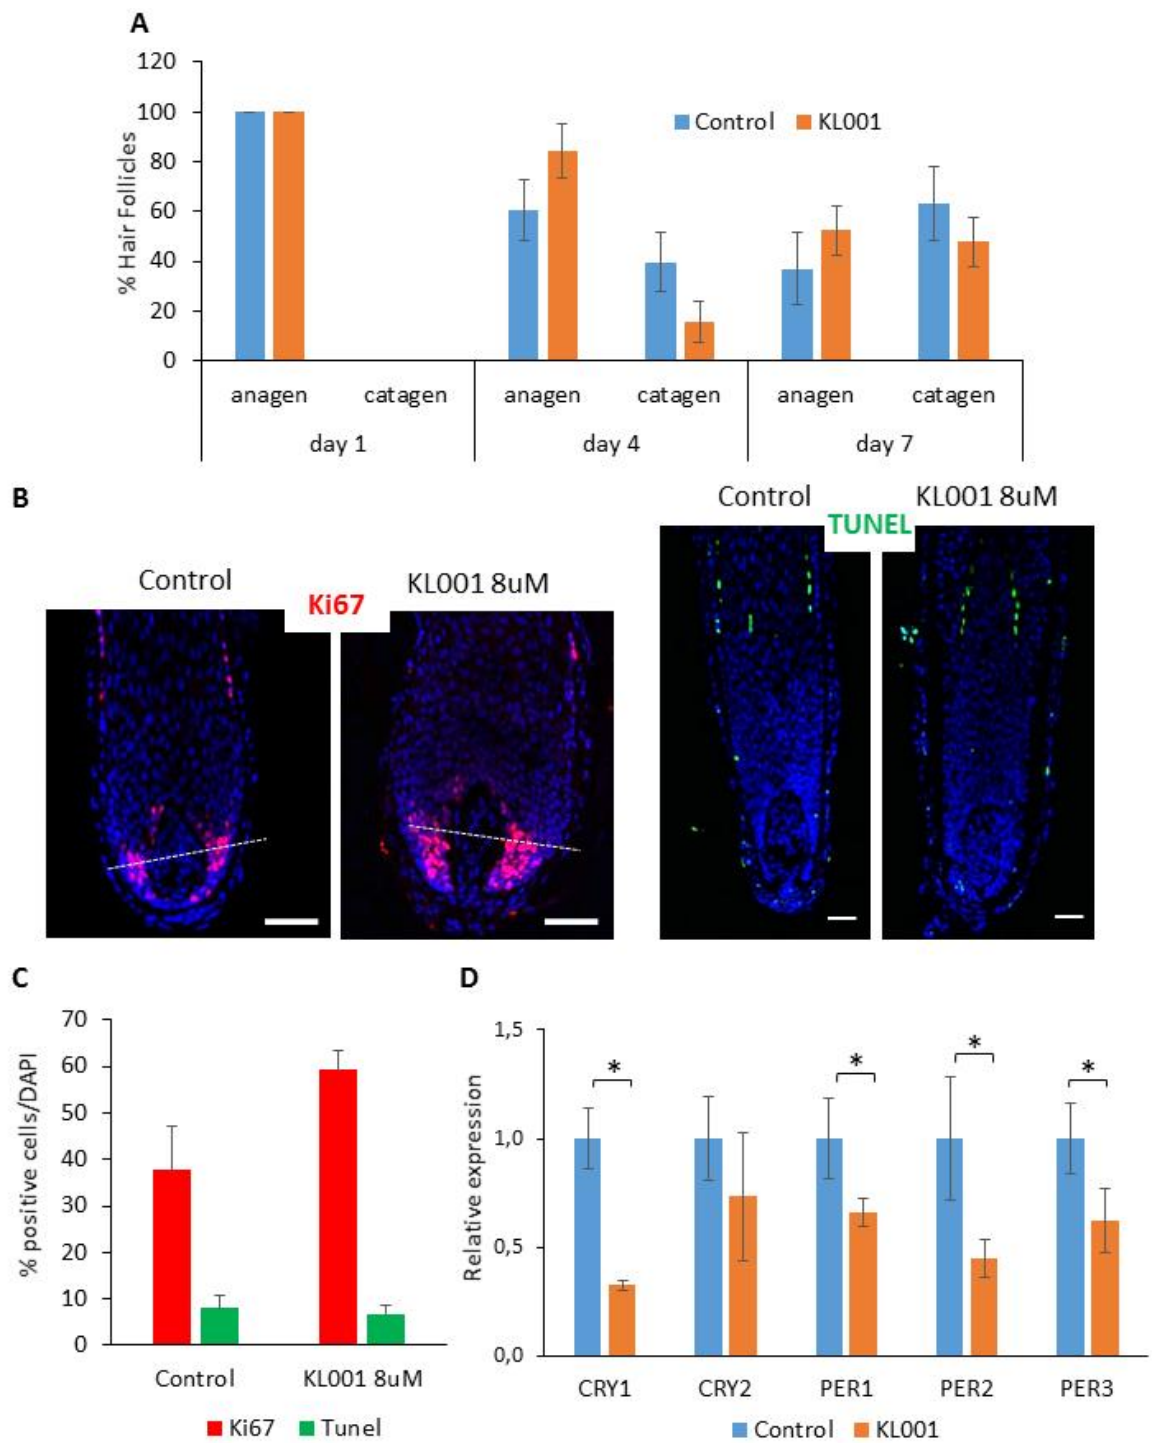 A
% Hair Follicles
120
100
80
60
40
20
0
Control KL001
anagen catagen anagen catagen anagen catagen
day 1 day 4 day 7
B
Control KL001 8uM
Ki67
Control KL001 8uM
TUNEL
C
% positive cells/DAPI
70
60
50
40
30
20
10
0
Control KL001 8uM
Ki67 Tunel
D
Relative expression
1,5
1,0
0,5
0,0
*
*
*
*
CRY1 CRY2 PER1 PER2 PER3
Control KL001